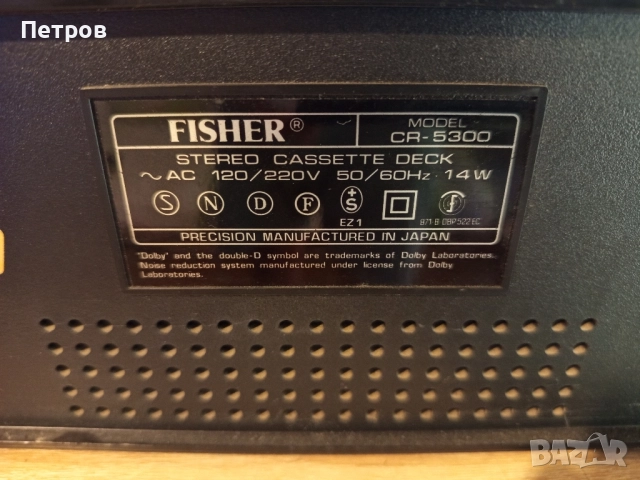 Петров
FISHER®
MODEL
CR-5300
STEREO CASSETTE DECK
~ AC 120/220V 50/60Hz · 14W
S N D F +S
EZ1
PRECISION MANUFACTURED IN JAPAN
"Dolby" and the double-D symbol are trademarks of Dolby Laboratories.
Noise reduction system manufactured under license from Dolby
Laboratories.
BAZAR